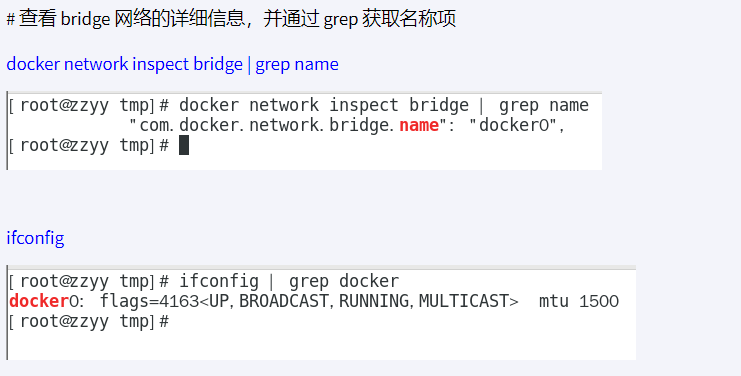 # 查看 bridge 网络的详细信息，并通过 grep 获取名称项
docker network inspect bridge | grep name
[root@zzyy tmp]# docker network inspect bridge | grep name
"com.docker.network.bridge.name": "docker0",
[root@zzyy tmp]#
ifconfig
[root@zzyy tmp]# ifconfig | grep docker
docker0: flags=4163<UP,BROADCAST,RUNNING,MULTICAST>  mtu 1500
[root@zzyy tmp]#